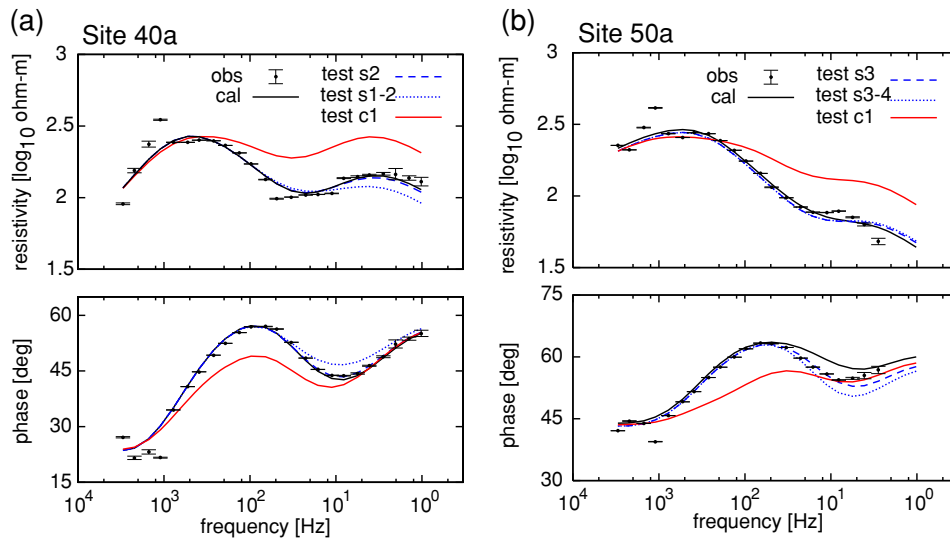 (a) Site 40a
obs test s2
cal test s1-2
test c1
resistivity [log10 ohm-m]
3
2.5
2
1.5
phase [deg]
60
45
30
15
10^4 10^3 10^2 10^1 10^0
frequency [Hz]
(b) Site 50a
obs test s3
cal test s3-4
test c1
resistivity [log10 ohm-m]
3
2.5
2
1.5
phase [deg]
75
60
45
30
10^4 10^3 10^2 10^1 10^0
frequency [Hz]